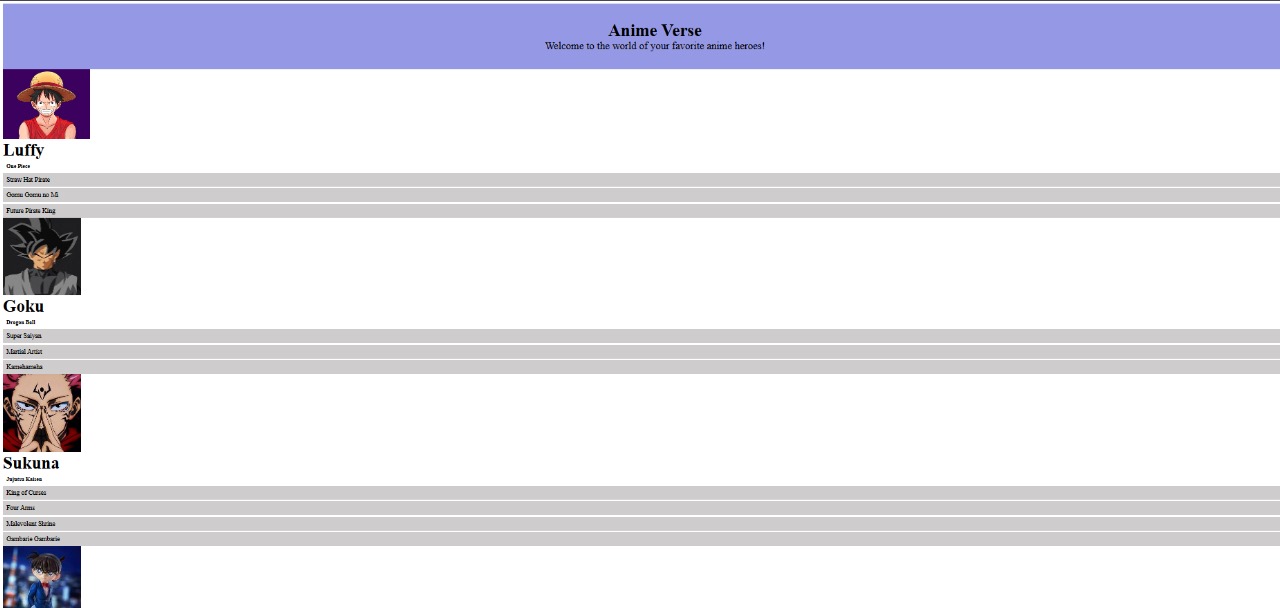 Anime Verse
Welcome to the world of your favorite anime heroes!
Luffy
One Piece
Straw Hat Pirate
Gomu Gomu no Mi
Future Pirate King
Goku
Dragon Ball
Super Saiyan
Martial Artist
Kamehameha
Sukuna
Jujutsu Kaisen
King of Curses
Four Arms
Malevolent Shrine
Gambarie Gambarie